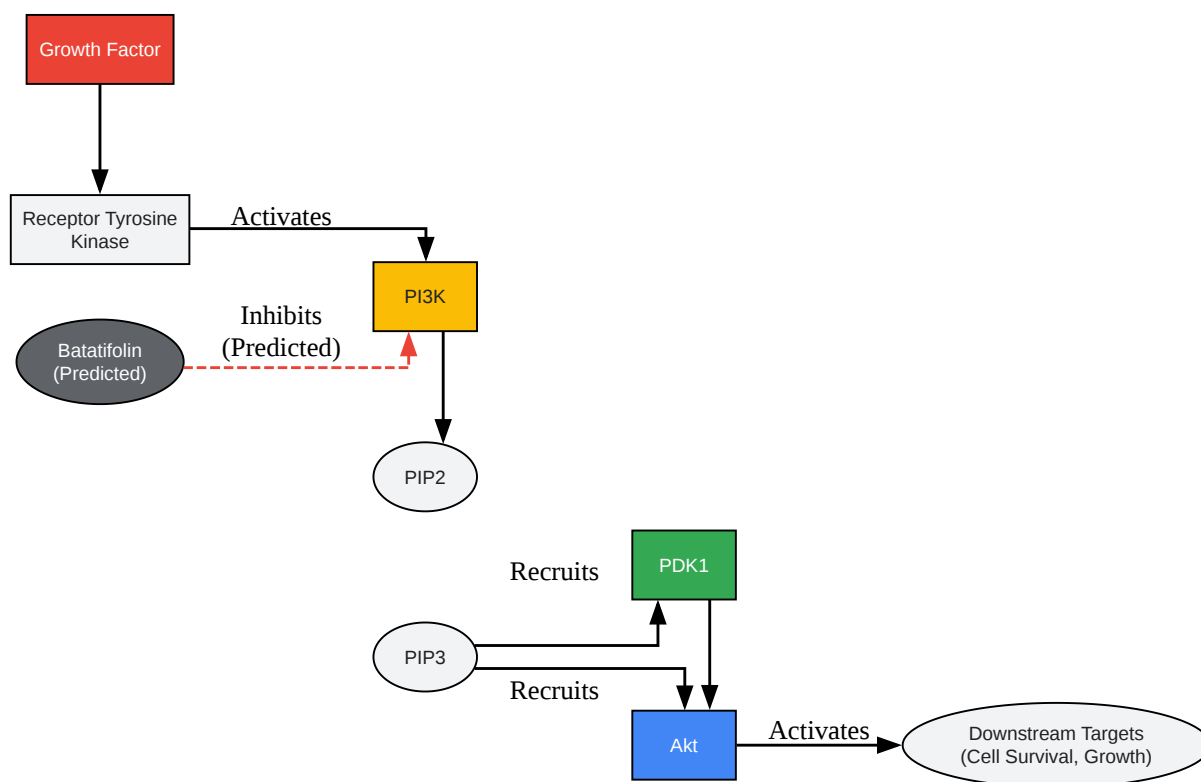 Growth Factor
Receptor Tyrosine
Kinase
Activates
PI3K
Inhibits
(Predicted)
Batatifolin
(Predicted)
PIP2
PDK1
Recruits
PIP3
Recruits
Akt
Activates
Downstream Targets
(Cell Survival, Growth)